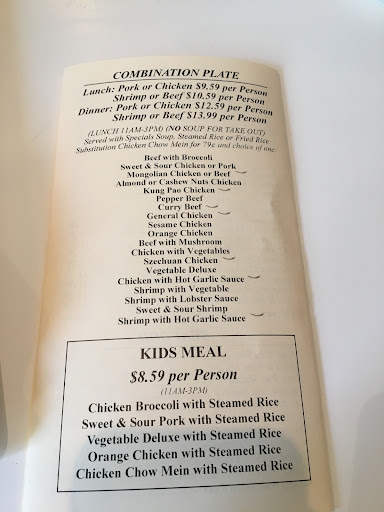 COMBINATION PLATE
Lunch: Pork or Chicken $9.59 per Person
Shrimp or Beef $10.59 per Person
Dinner: Pork or Chicken $12.59 per Person
Shrimp or Beef $13.99 per Person
(LUNCH 11AM-3PM) (NO SOUP FOR TAKE OUT)
Served with Specials Soup, Steamed Rice or Fried Rice
Substitution Chicken Chow Mein for 79¢ and choice of one:
Beef with Broccoli
Sweet & Sour Chicken or Pork
Mongolian Chicken or Beef
Almond or Cashew Nuts Chicken
Kung Pao Chicken
Pepper Beef
Curry Beef
General Chicken
Sesame Chicken
Orange Chicken
Beef with Mushroom
Chicken with Vegetables
Szechuan Chicken
Vegetable Deluxe
Chicken with Hot Garlic Sauce
Shrimp with Vegetable
Shrimp with Lobster Sauce
Sweet & Sour Shrimp
Shrimp with Hot Garlic Sauce
KIDS MEAL
$8.59 per Person
(11AM-3PM)
Chicken Broccoli with Steamed Rice
Sweet & Sour Pork with Steamed Rice
Vegetable Deluxe with Steamed Rice
Orange Chicken with Steamed Rice
Chicken Chow Mein with Steamed Rice